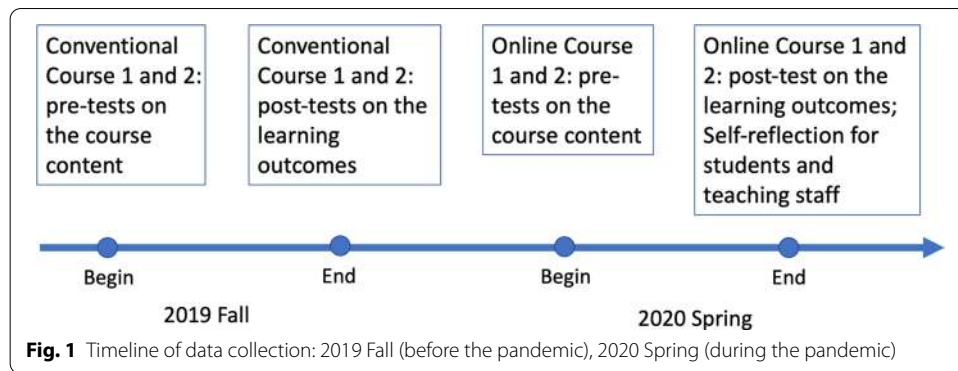 Conventional
Course 1 and 2:
pre-tests on
the course
content
Conventional
Course 1 and 2:
post-tests on the
learning
outcomes
Online Course
1 and 2: pre-
tests on the
course content
Online Course 1 and
2: post-test on the
learning outcomes;
Self-reflection for
students and
teaching staff
Begin
End
Begin
End
2019 Fall
2020 Spring
Fig. 1 Timeline of data collection: 2019 Fall (before the pandemic), 2020 Spring (during the pandemic)